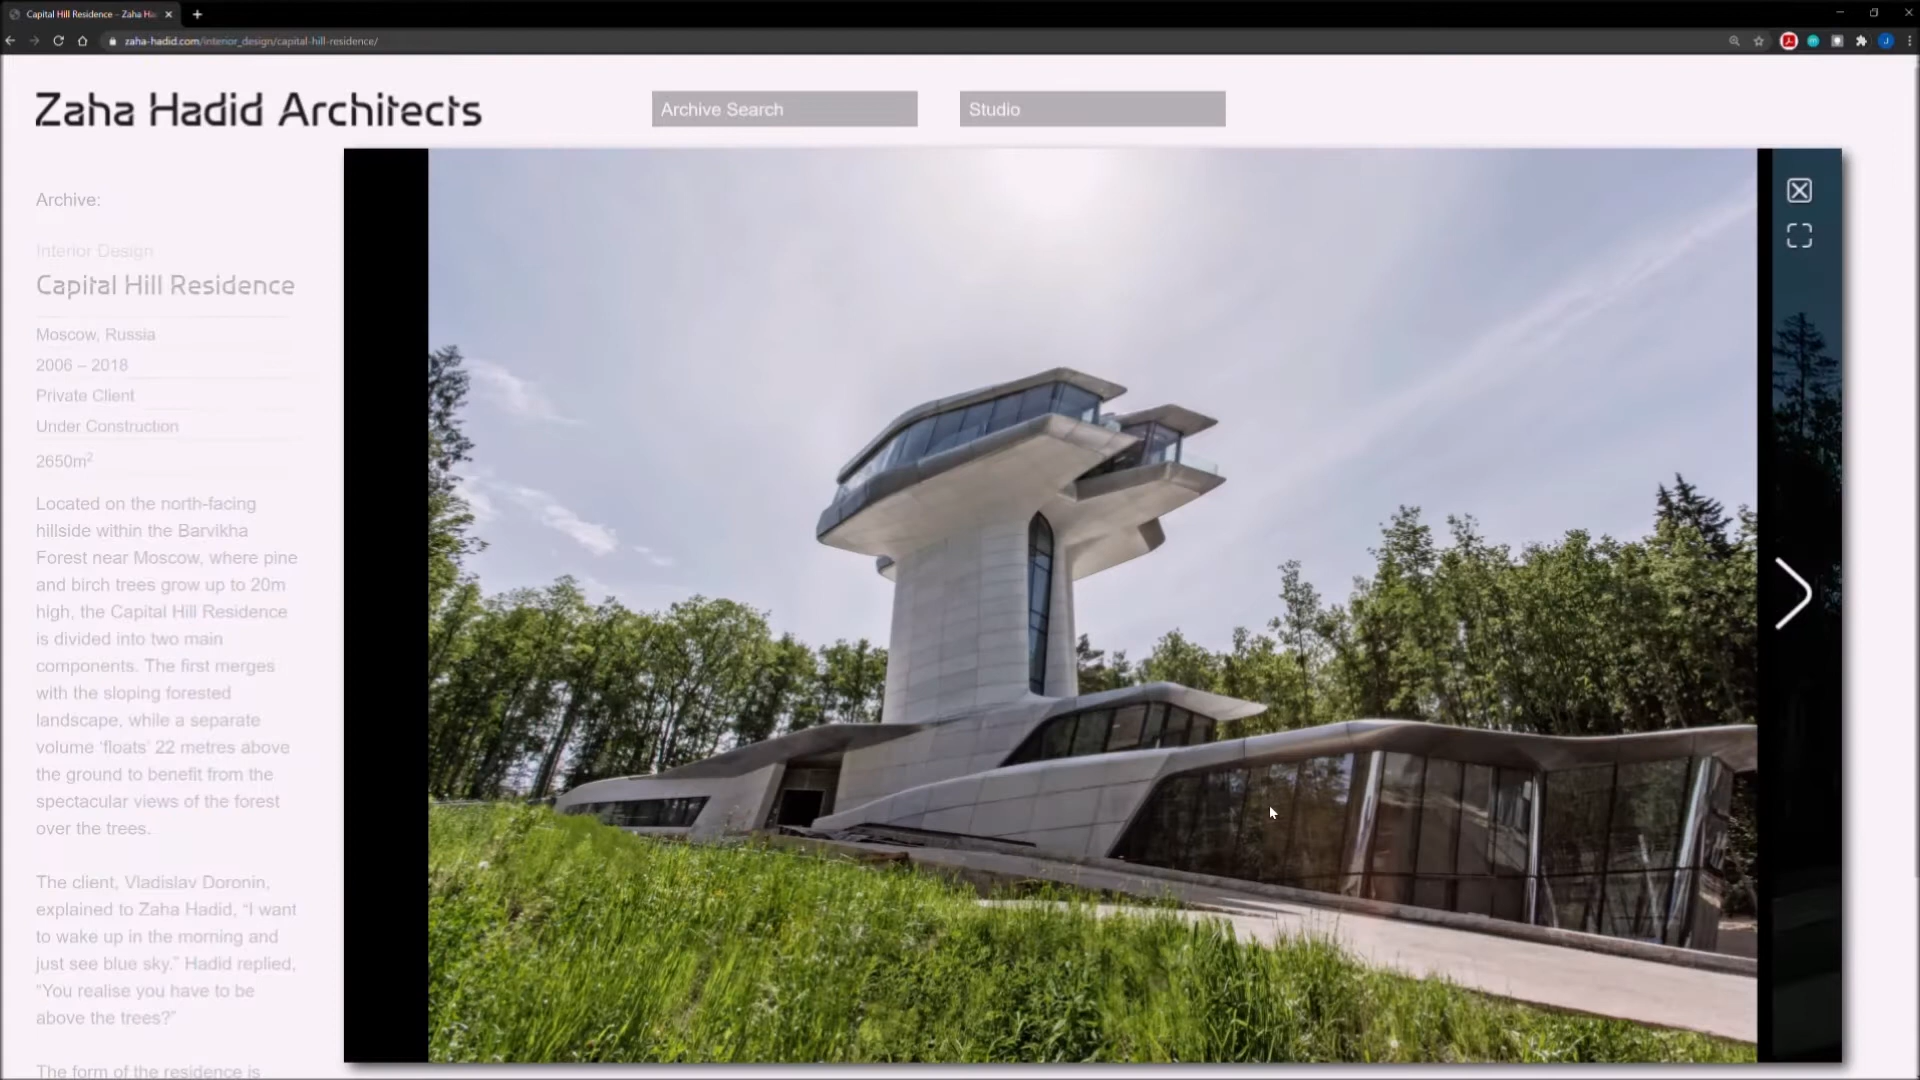 Capital Hill Residence – Zaha Ha
zaha-hadid.com/interior_design/capital-hill-residence/
Zaha Hadid Architects
Archive Search
Studio
Archive:
Interior Design
Capital Hill Residence
Moscow, Russia
2006 – 2018
Private Client
Under Construction
2650m²
Located on the north-facing
hillside within the Barvikha
Forest near Moscow, where pine
and birch trees grow up to 20m
high, the Capital Hill Residence
is divided into two main
components. The first merges
with the sloping forested
landscape, while a separate
volume ‘floats’ 22 metres above
the ground to benefit from the
spectacular views of the forest
over the trees.
The client, Vladislav Doronin,
explained to Zaha Hadid, “I want
to wake up in the morning and
just see blue sky.” Hadid replied,
“You realise you have to be
above the trees?”
The form of the residence is